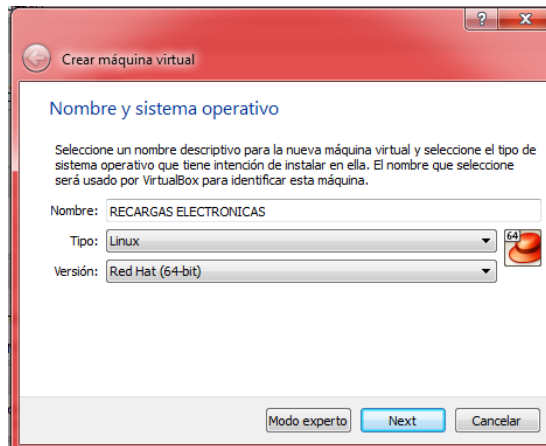 ?
X
Crear máquina virtual
Nombre y sistema operativo
Seleccione un nombre descriptivo para la nueva máquina virtual y seleccione el tipo de
sistema operativo que tiene intención de instalar en ella. El nombre que seleccione
será usado por VirtualBox para identificar esta máquina.
Nombre: RECARGAS ELECTRONICAS
Tipo: Linux
64
Versión: Red Hat (64-bit)
Modo experto Next Cancelar